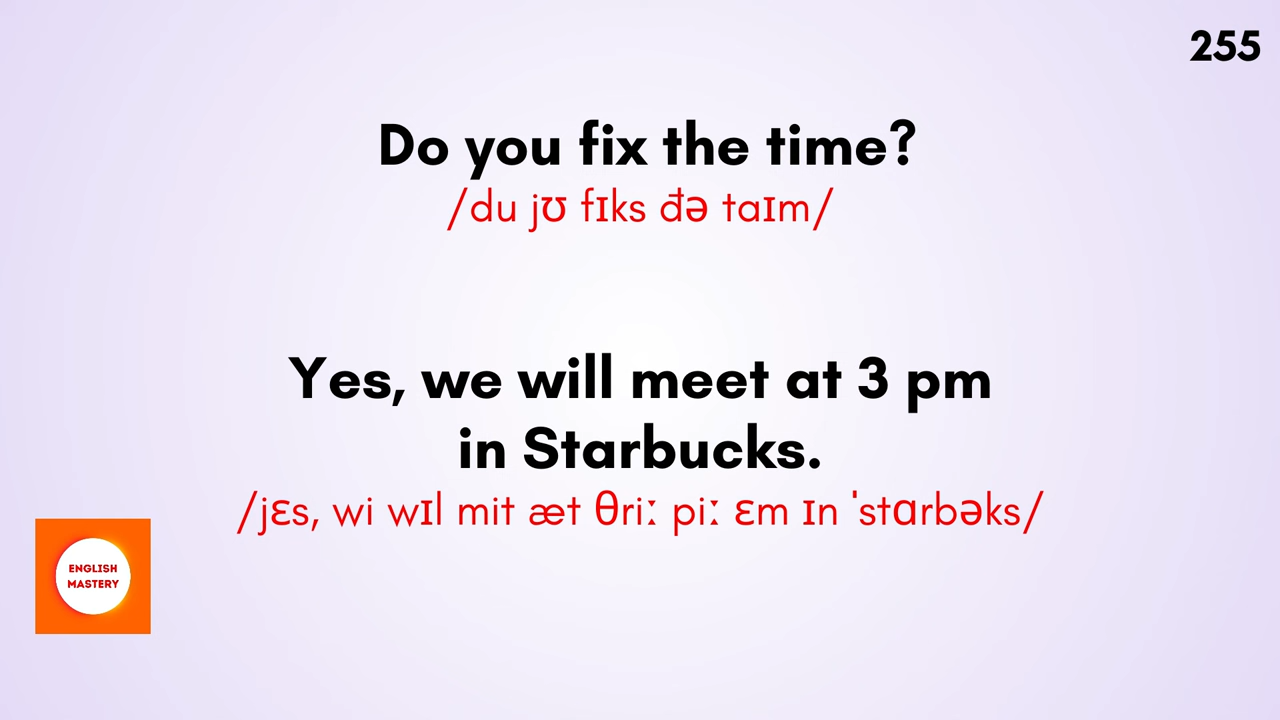 255
Do you fix the time?
/du jʊ fɪks đə taɪm/
Yes, we will meet at 3 pm
in Starbucks.
/jɛs, wi wɪl mit æt θriː piː ɛm ɪn ˈstɑrbəks/
ENGLISH
MASTERY